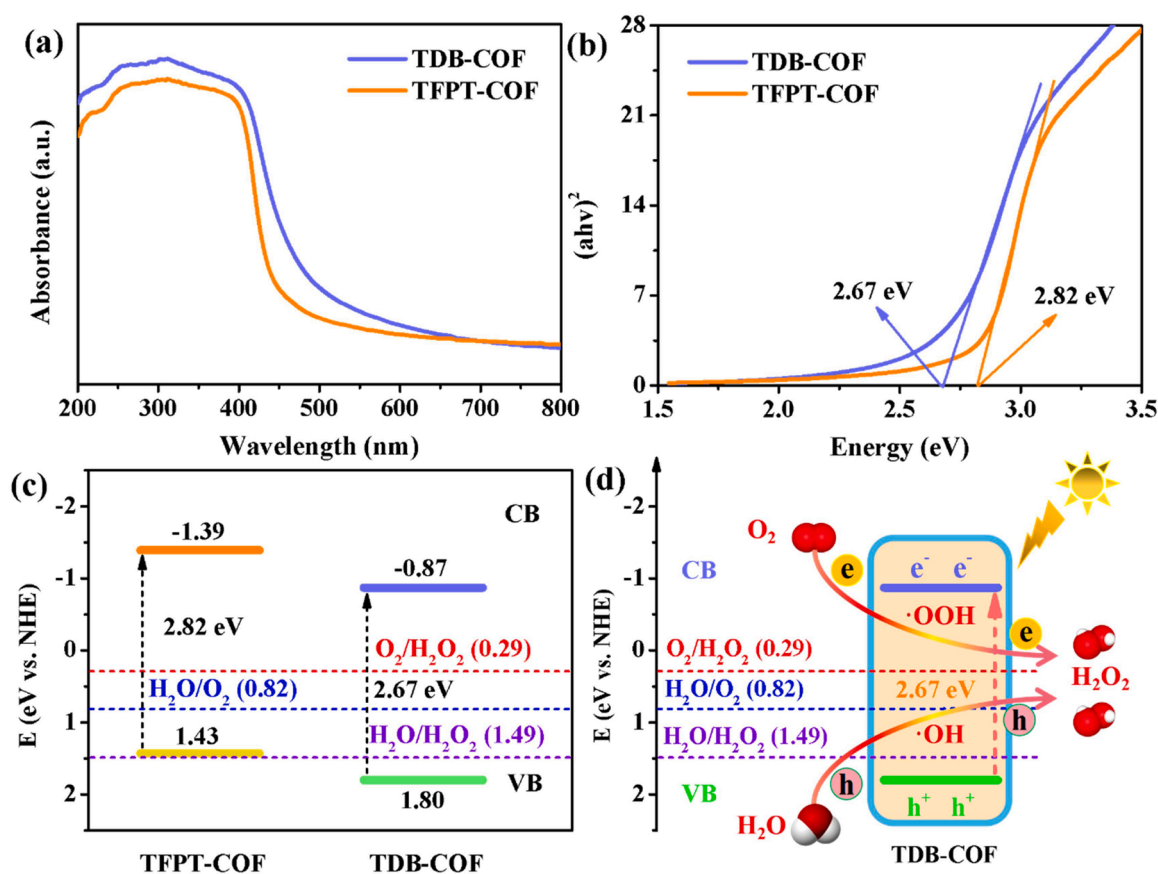 (a)
TDB-COF
TFPT-COF
Absorbance (a.u.)
200 300 400 500 600 700 800
Wavelength (nm)
(b)
TDB-COF
TFPT-COF
(ahv)²
28
21
14
7
0
2.67 eV
2.82 eV
1.5 2.0 2.5 3.0 3.5
Energy (eV)
(c)
E (eV vs. NHE)
-2
-1
0
1
2
CB
-1.39
-0.87
2.82 eV
O₂/H₂O₂ (0.29)
2.67 eV
H₂O/O₂ (0.82)
H₂O/H₂O₂ (1.49)
1.43
VB
1.80
TFPT-COF TDB-COF
(d)
E (eV vs. NHE)
-2
-1
0
1
2
O₂
e
CB
e⁻ e⁻
·OOH
e
O₂/H₂O₂ (0.29)
H₂O₂
H₂O/O₂ (0.82)
2.67 eV
H₂O/H₂O₂ (1.49)
·OH
h
h
VB
h⁺ h⁺
H₂O
TDB-COF